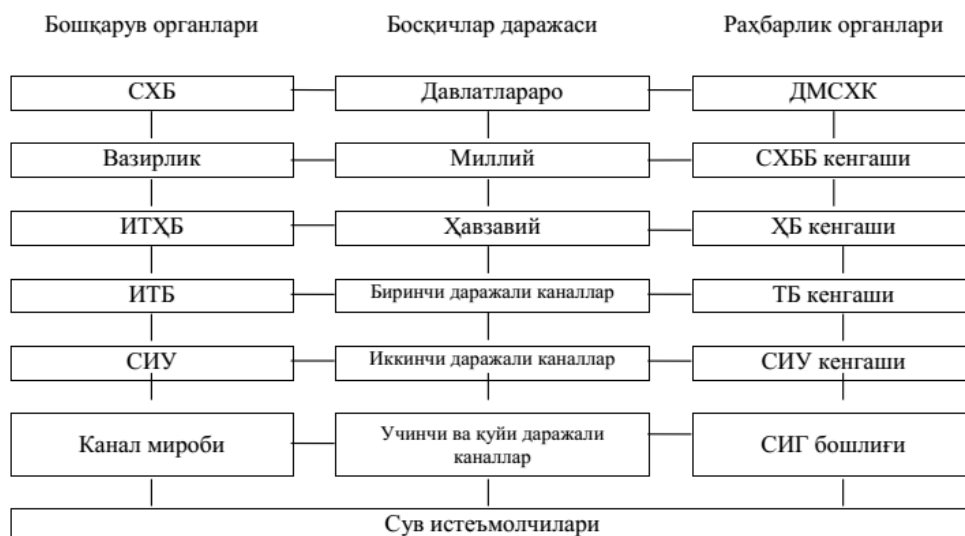 Бошқарув органлари Босқичлар даражаси Раҳбарлик органлари
СХБ Давлатлараро ДМСХК
Вазирлик Миллий СХББ кенгаши
ИТҲБ Ҳавзавий ҲБ кенгаши
ИТБ Биринчи даражали каналлар ТБ кенгаши
СИУ Иккинчи даражали каналлар СИУ кенгаши
Канал мироби Учинчи ва қуйи даражали
каналлар СИГ бошлиғи
Сув истеъмолчилари